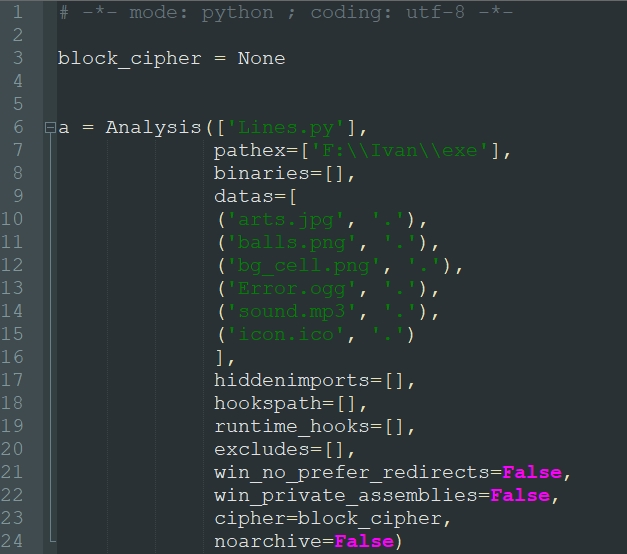 1 # -*- mode: python ; coding: utf-8 -*-
2
3 block_cipher = None
4
5
6 a = Analysis(['Lines.py'],
7 pathex=['F:\\Ivan\\exe'],
8 binaries=[],
9 datas=[
10 ('arts.jpg', '.'),
11 ('balls.png', '.'),
12 ('bg_cell.png', '.'),
13 ('Error.ogg', '.'),
14 ('sound.mp3', '.'),
15 ('icon.ico', '.')
16 ],
17 hiddenimports=[],
18 hookspath=[],
19 runtime_hooks=[],
20 excludes=[],
21 win_no_prefer_redirects=False,
22 win_private_assemblies=False,
23 cipher=block_cipher,
24 noarchive=False)